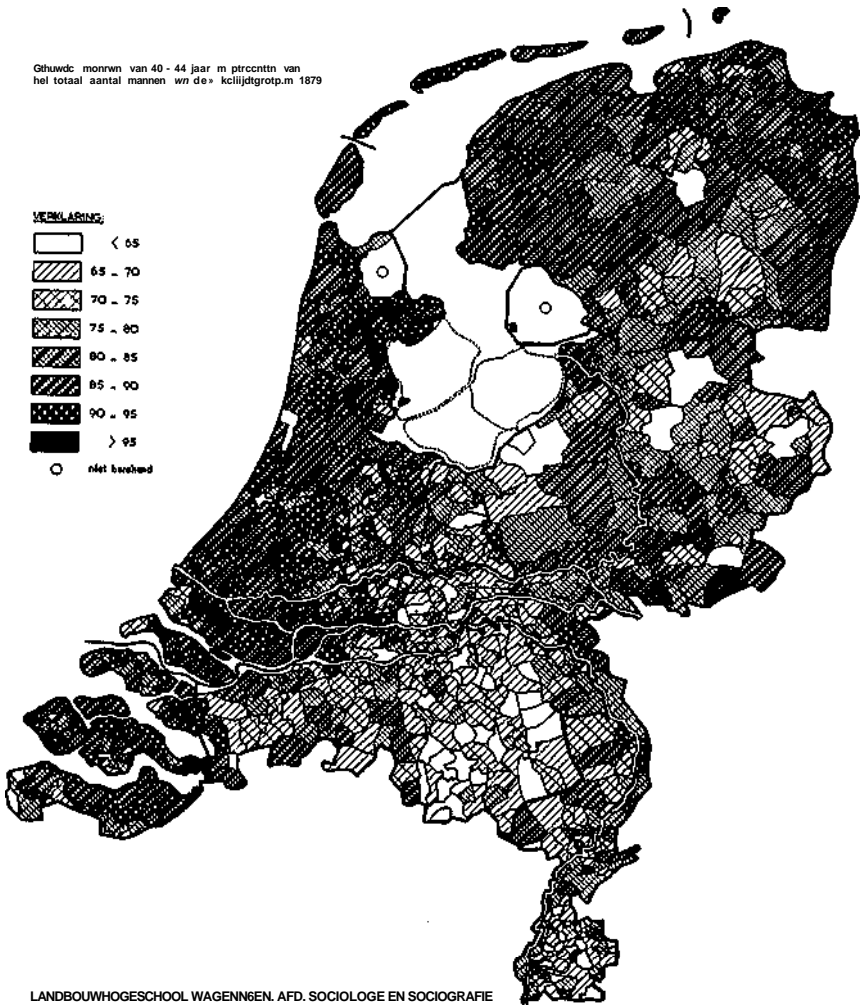 Gthuwdc monrwn van 40 - 44 jaar m ptrccnttn van
hel totaal aantal mannen wn de» kcliijdtgrotp.m 1879
VERKLARING:
< 65
65 - 70
70 - 75
75 - 80
80 - 85
85 - 90
90 - 95
> 95
niet berekend
LANDBOUWHOGESCHOOL WAGENN6EN. AFD. SOCIOLOGE EN SOCIOGRAFIE